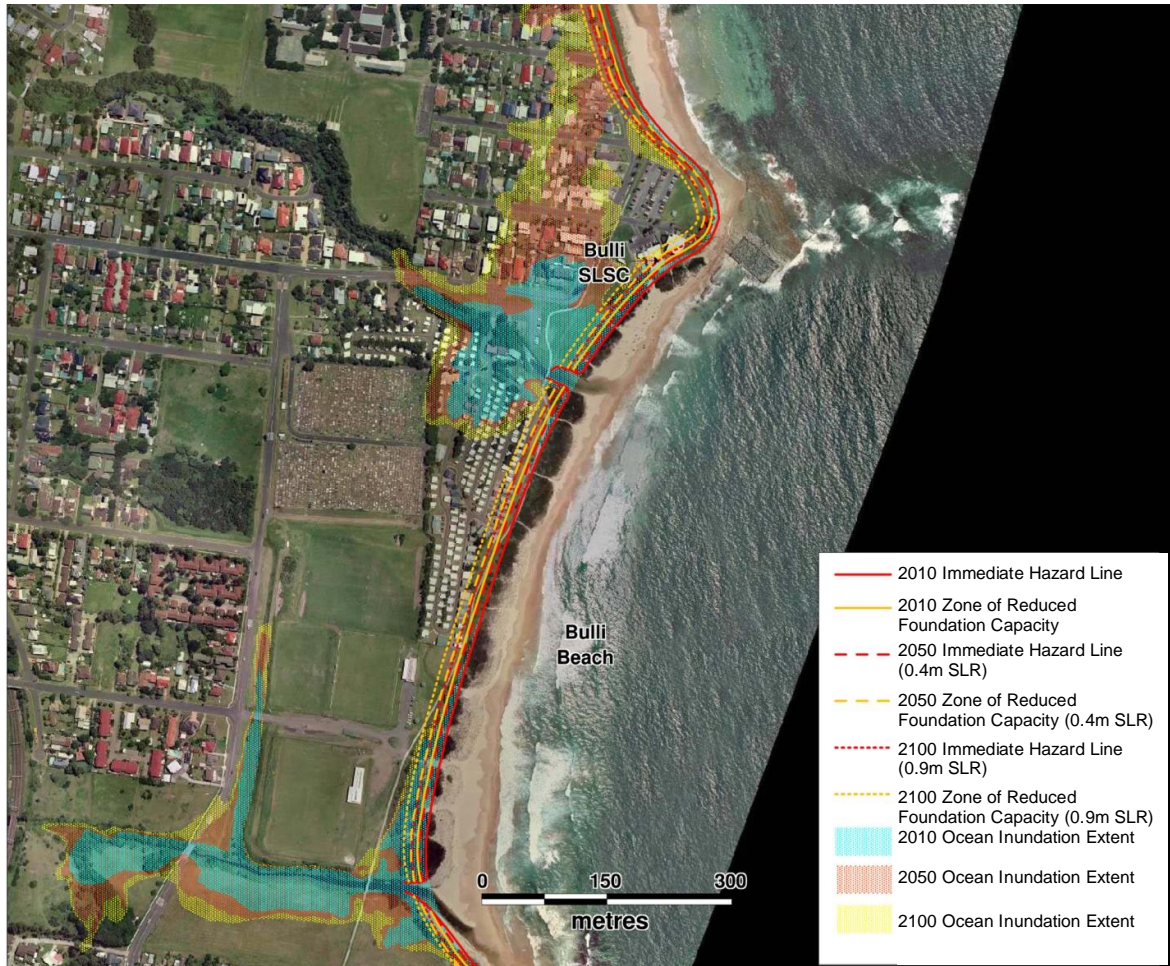 Bulli
SLSC
Bulli
Beach
0 150 300
metres
2010 Immediate Hazard Line
2010 Zone of Reduced
Foundation Capacity
2050 Immediate Hazard Line
(0.4m SLR)
2050 Zone of Reduced
Foundation Capacity (0.4m SLR)
2100 Immediate Hazard Line
(0.9m SLR)
2100 Zone of Reduced
Foundation Capacity (0.9m SLR)
2010 Ocean Inundation Extent
2050 Ocean Inundation Extent
2100 Ocean Inundation Extent